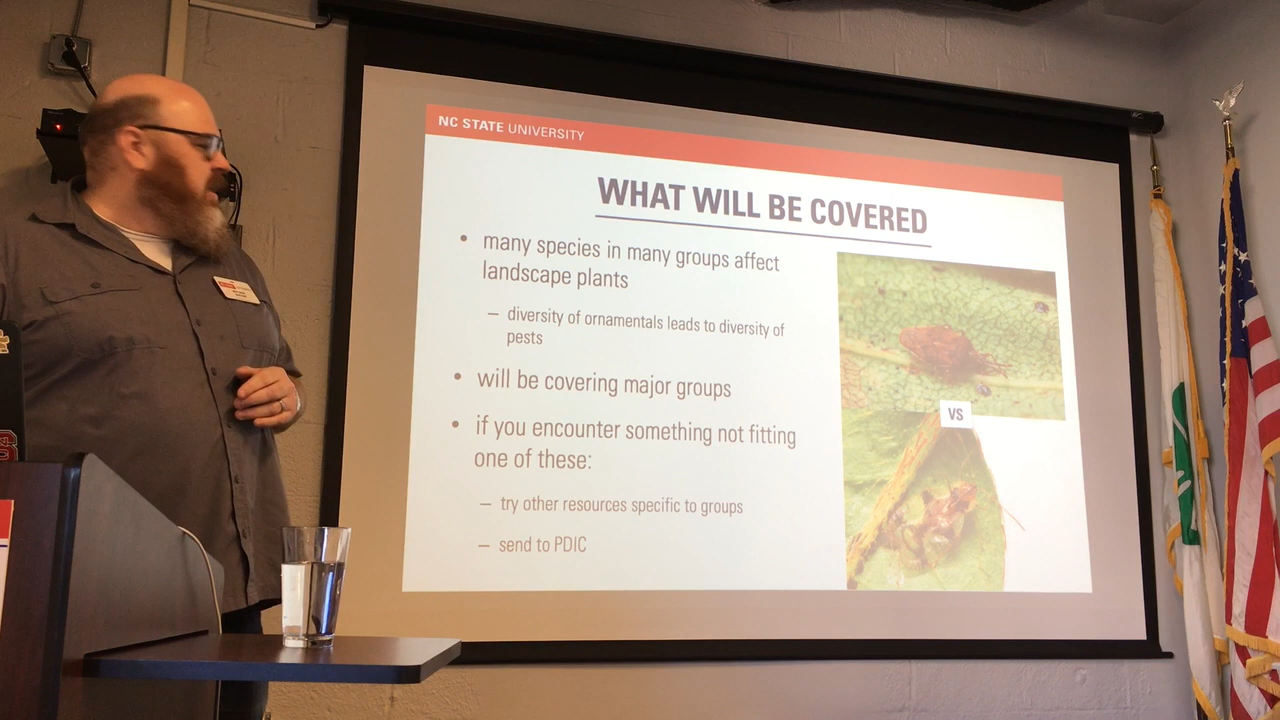 NC STATE UNIVERSITY
WHAT WILL BE COVERED
• many species in many groups affect
landscape plants
– diversity of ornamentals leads to diversity of
pests
• will be covering major groups
• if you encounter something not fitting
one of these:
– try other resources specific to groups
– send to PDIC
VS